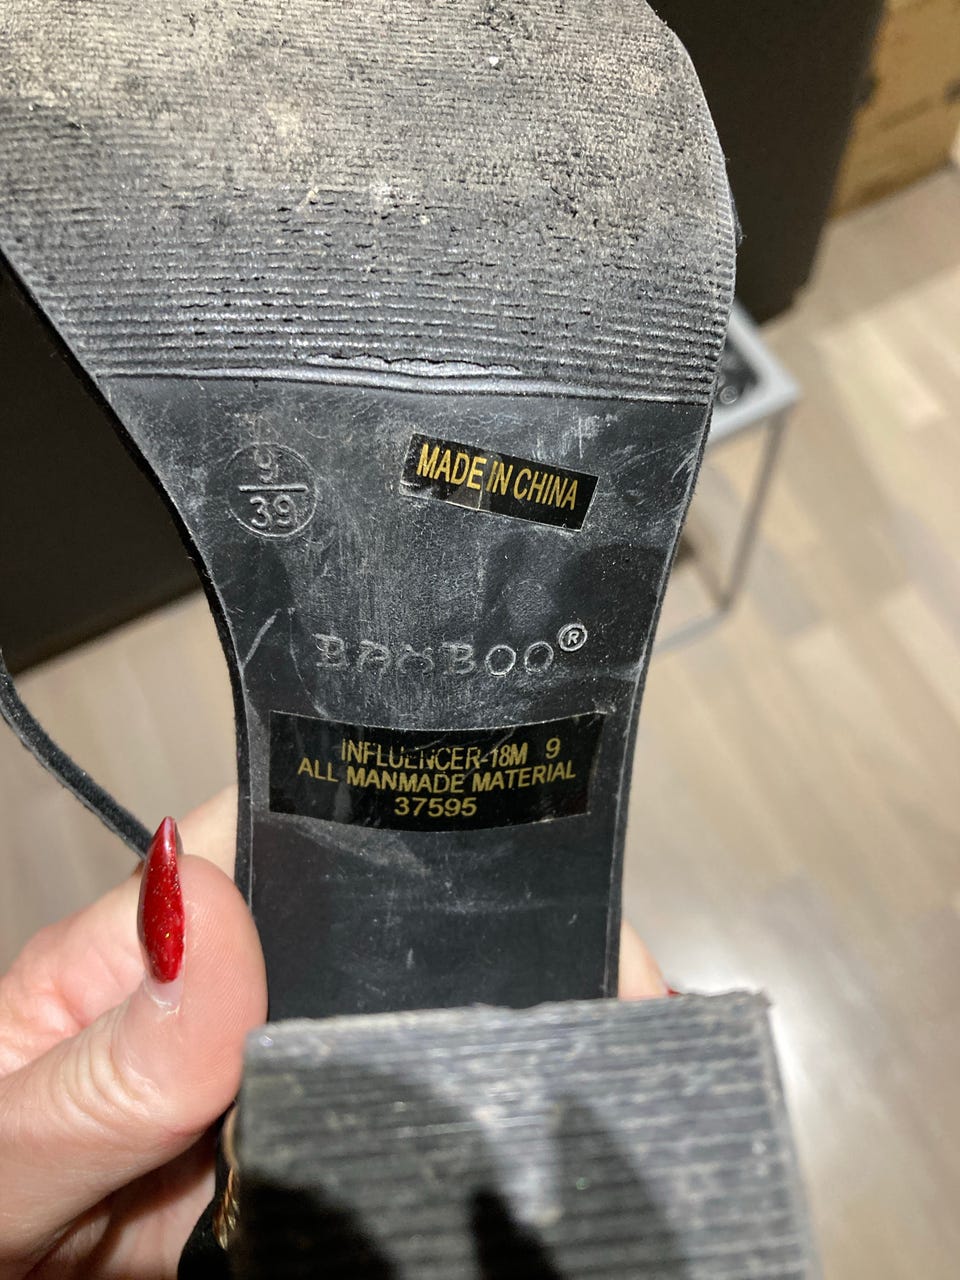 9
39
MADE IN CHINA
BAMBOO®
INFLUENCER-18M 9
ALL MANMADE MATERIAL
37595